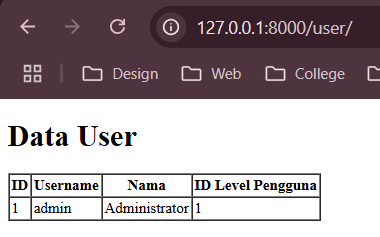 127.0.0.1:8000/user/
Design Web College
Data User
ID Username Nama ID Level Pengguna
1 admin Administrator 1